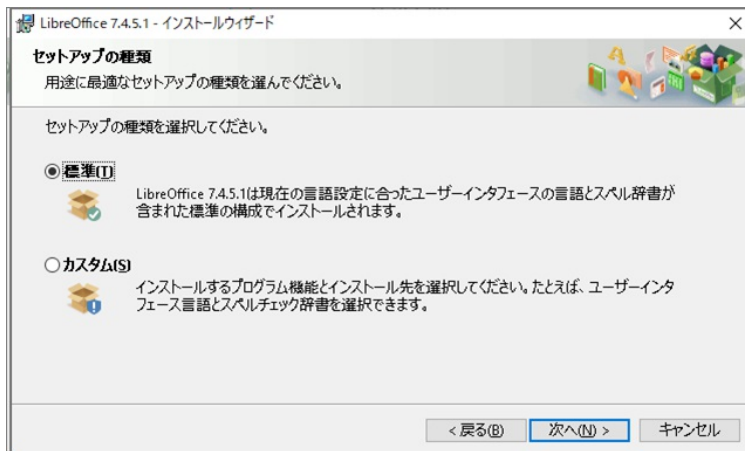 LibreOffice 7.4.5.1 - インストールウィザード
セットアップの種類
用途に最適なセットアップの種類を選んでください。
セットアップの種類を選択してください。
標準(T)
LibreOffice 7.4.5.1は現在の言語設定に合ったユーザーインタフェースの言語とスペル辞書が
含まれた標準の構成でインストールされます。
カスタム(S)
インストールするプログラム機能とインストール先を選択してください。たとえば、ユーザーインタ
フェース言語とスペルチェック辞書を選択できます。
< 戻る(B) 次へ(N) > キャンセル